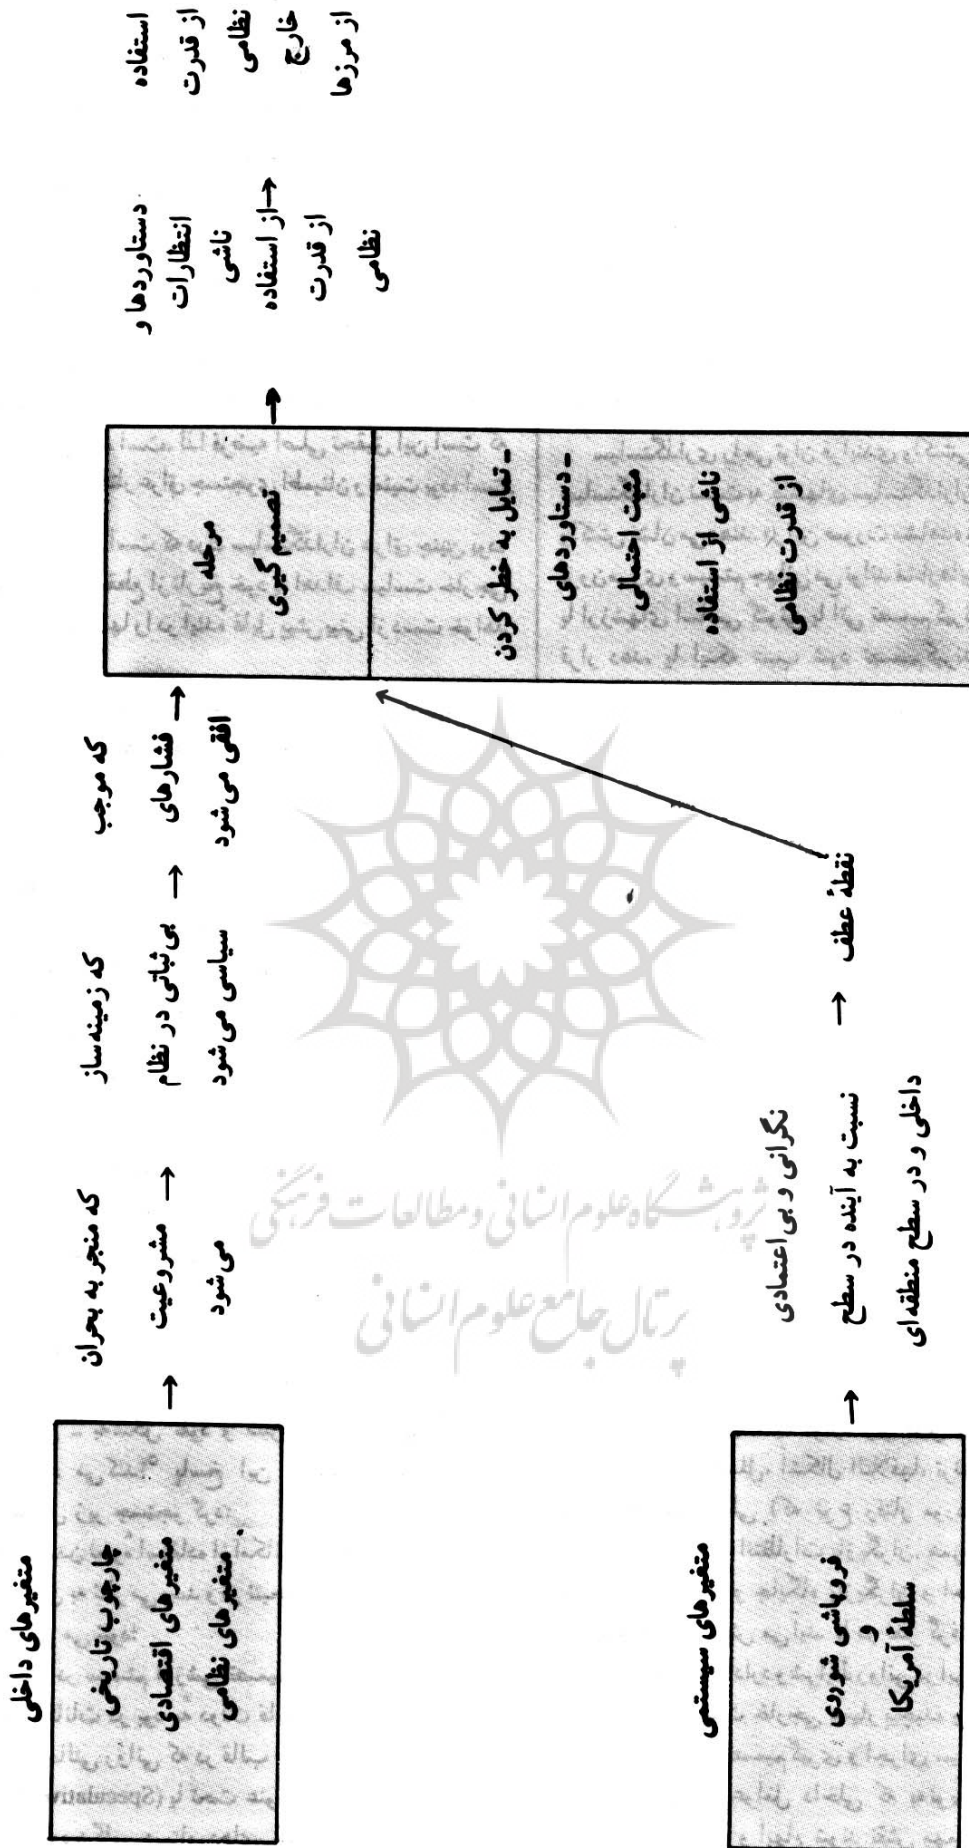 متغیرهای داخلی
چارچوب تاریخی
متغیرهای اقتصادی
متغیرهای نظامی
→
که منجر به بحران
مشروعیت →
می‌شود
که زمینه‌ساز
بی‌ثباتی در نظام →
سیاسی می‌شود
که موجب
فشارهای →
افقی می‌شود
مرحله
تصمیم گیری
ـ تمایل به خطر کردن
ـ دستاوردهای
مثبت احتمالی
ناشی از استفاده
از قدرت نظامی
→
دستاوردها و
انتظارات
ناشی
از استفاده →
از قدرت
نظامی
استفاده
از قدرت
نظامی
خارج
از مرزها
متغیرهای سیستمی
فروپاشی شوروی
و
سلطهٔ آمریکا
→
نگرانی و بی اعتمادی
نسبت به آینده در سطح →
داخلی و در سطح منطقه‌ای
نقطهٔ عطف
پژوهشگاه علوم انسانی و مطالعات فرهنگی
پرتال جامع علوم انسانی